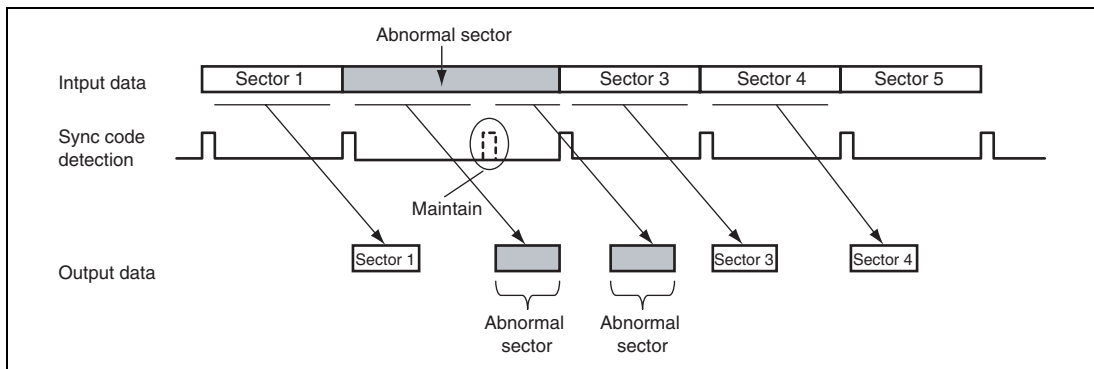 Abnormal sector
Intput data
Sector 1
Sector 3
Sector 4
Sector 5
Sync code
detection
Maintain
Output data
Sector 1
Sector 3
Sector 4
Abnormal
sector
Abnormal
sector